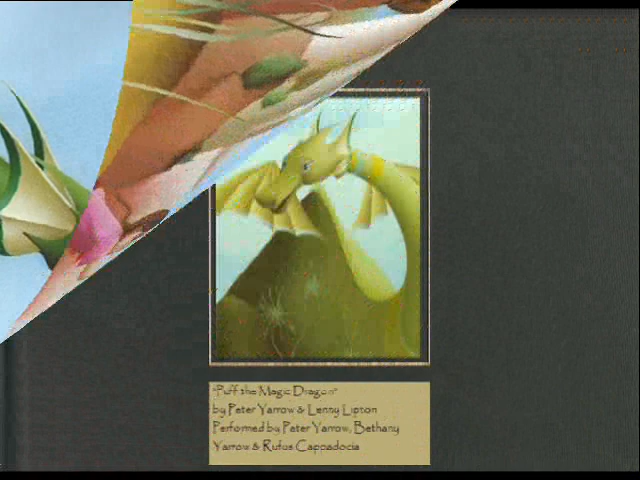 "Puff the Magic Dragon"
by Peter Yarrow & Lenny Lipton
Performed by Peter Yarrow, Bethany
Yarrow & Rufus Cappadocia